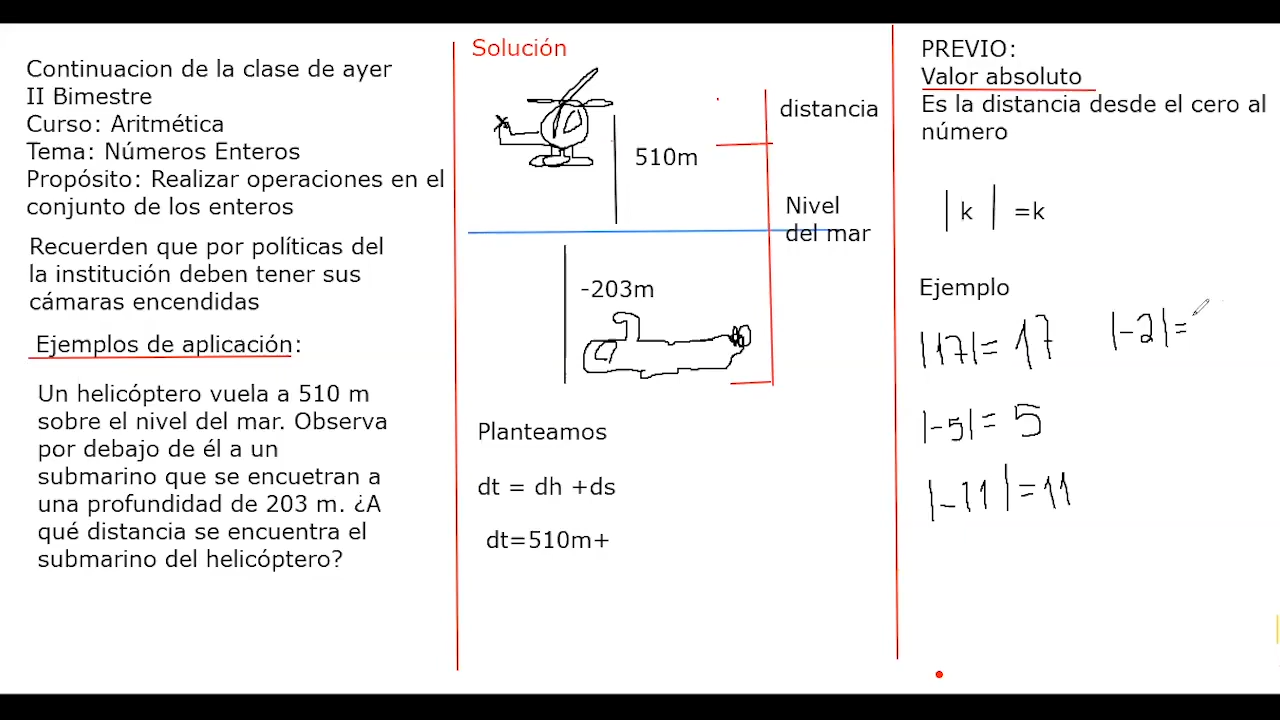 Continuacion de la clase de ayer
II Bimestre
Curso: Aritmética
Tema: Números Enteros
Propósito: Realizar operaciones en el
conjunto de los enteros
Recuerden que por políticas del
la institución deben tener sus
cámaras encendidas
Ejemplos de aplicación:
Un helicóptero vuela a 510 m
sobre el nivel del mar. Observa
por debajo de él a un
submarino que se encuetran a
una profundidad de 203 m. ¿A
qué distancia se encuentra el
submarino del helicóptero?
Solución
510m
distancia
Nivel
del mar
-203m
Planteamos
dt = dh +ds
dt=510m+
PREVIO:
Valor absoluto
Es la distancia desde el cero al
número
| k | =k
Ejemplo
|17|= 17 |-2|=
|-5|= 5
|-11|=11